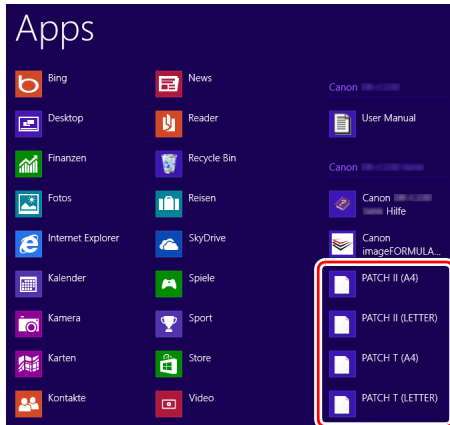 Apps
Bing
Desktop
Finanzen
Fotos
Internet Explorer
Kalender
Kamera
Karten
Kontakte
News
Reader
Recycle Bin
Reisen
SkyDrive
Spiele
Sport
Store
Video
Canon
User Manual
Canon
Canon
Hilfe
Canon
imageFORMULA...
PATCH II (A4)
PATCH II (LETTER)
PATCH T (A4)
PATCH T (LETTER)